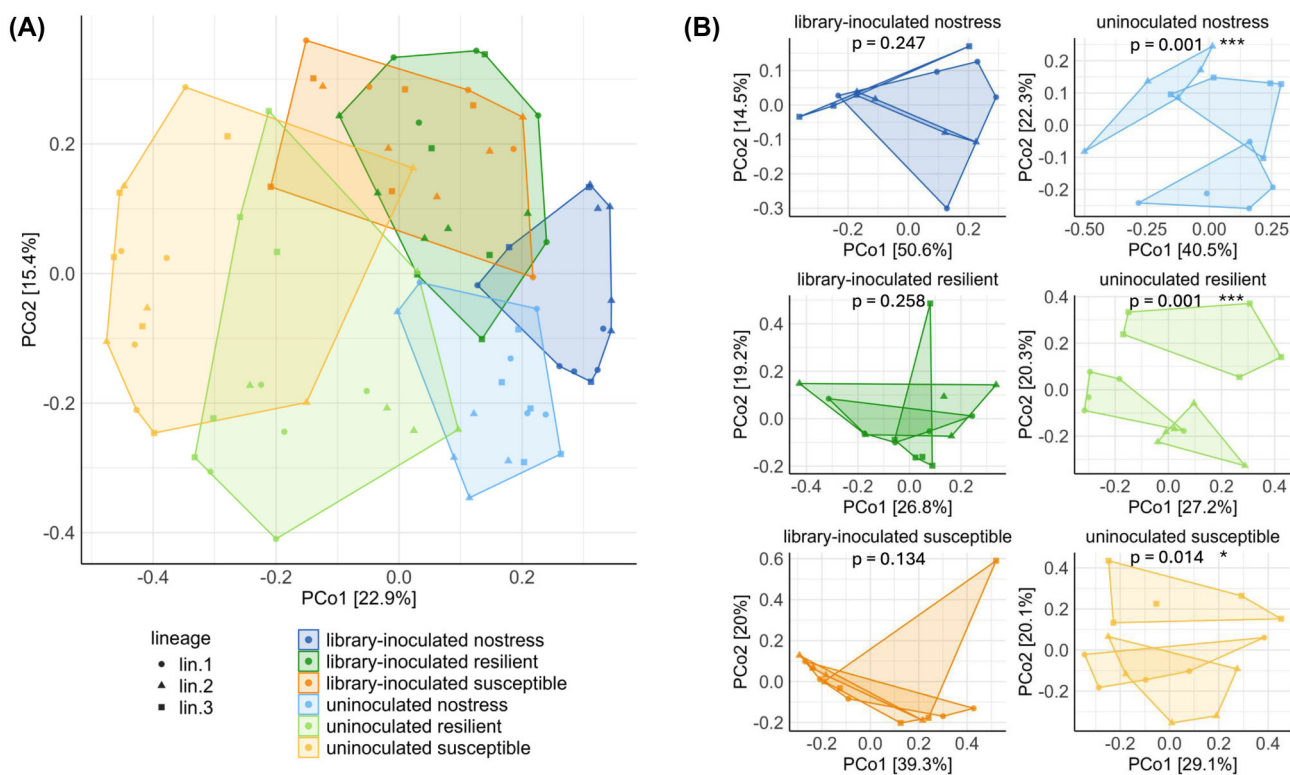 (A)
PCo2 [15.4%]
0.2
0.0
-0.2
-0.4
-0.4
-0.2
0.0
0.2
PCo1 [22.9%]
lineage
lin.1
lin.2
lin.3
library-inoculated nostress
library-inoculated resilient
library-inoculated susceptible
uninoculated nostress
uninoculated resilient
uninoculated susceptible
(B)
library-inoculated nostress
p = 0.247
PCo2 [14.5%]
0.1
0.0
-0.1
-0.2
-0.3
-0.2
0.0
0.2
PCo1 [50.6%]
uninoculated nostress
p = 0.001 ***
PCo2 [22.3%]
0.2
0.1
0.0
-0.1
-0.2
-0.50
-0.25
0.00
0.25
PCo1 [40.5%]
library-inoculated resilient
p = 0.258
PCo2 [19.2%]
0.4
0.2
0.0
-0.2
-0.4
-0.2
0.0
0.2
PCo1 [26.8%]
uninoculated resilient
p = 0.001 ***
PCo2 [20.3%]
0.4
0.2
0.0
-0.2
-0.2
0.0
0.2
0.4
PCo1 [27.2%]
library-inoculated susceptible
p = 0.134
PCo2 [20%]
0.6
0.4
0.2
0.0
-0.2
-0.2
0.0
0.2
0.4
PCo1 [39.3%]
uninoculated susceptible
p = 0.014 *
PCo2 [20.1%]
0.4
0.2
0.0
-0.2
-0.2
0.0
0.2
0.4
PCo1 [29.1%]